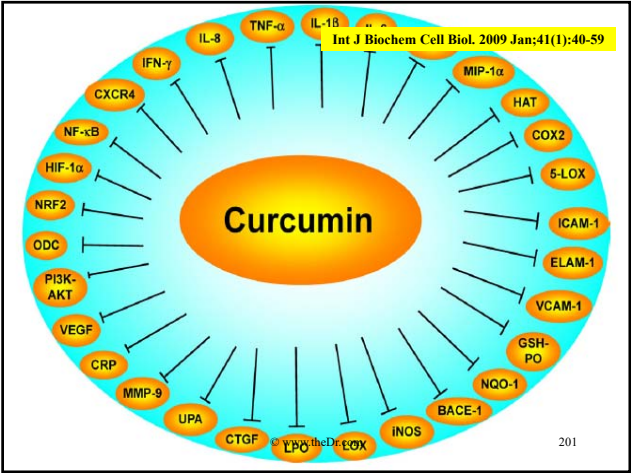 TNF-α
IL-1β
Int J Biochem Cell Biol. 2009 Jan;41(1):40-59
MIP-1α
HAT
COX2
5-LOX
ICAM-1
ELAM-1
VCAM-1
GSH-
PO
NQO-1
BACE-1
iNOS
LOX
LPO
CTGF
UPA
MMP-9
CRP
VEGF
PI3K-
AKT
ODC
NRF2
HIF-1α
NF-κB
CXCR4
IFN-γ
IL-8
Curcumin
© www.theDr.com
201